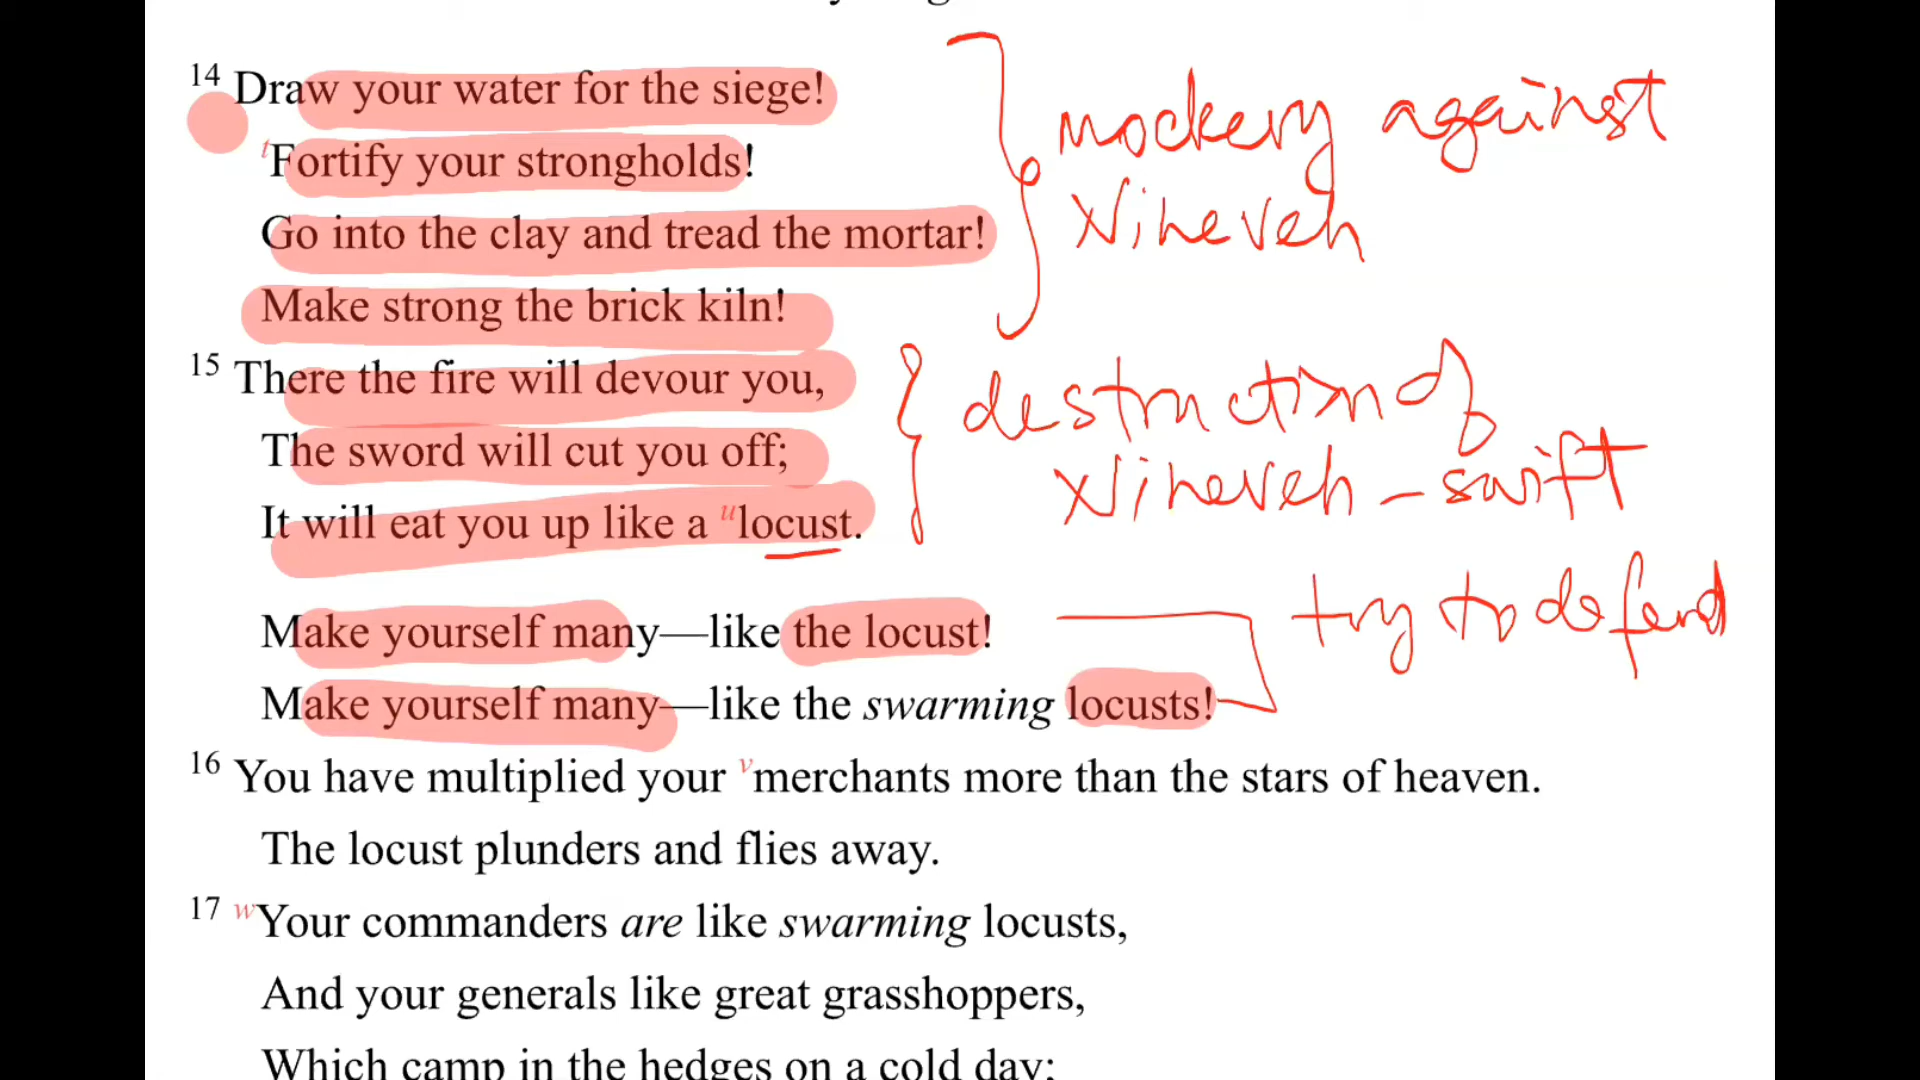 14 Draw your water for the siege!
t Fortify your strongholds!
Go into the clay and tread the mortar!
Make strong the brick kiln!
mockery against
Nineveh
15 There the fire will devour you,
The sword will cut you off;
It will eat you up like a u locust.
destruction of
Nineveh - swift
Make yourself many—like the locust!
Make yourself many—like the swarming locusts!
try to defend
16 You have multiplied your v merchants more than the stars of heaven.
The locust plunders and flies away.
17 w Your commanders are like swarming locusts,
And your generals like great grasshoppers,
Which camp in the hedges on a cold day;